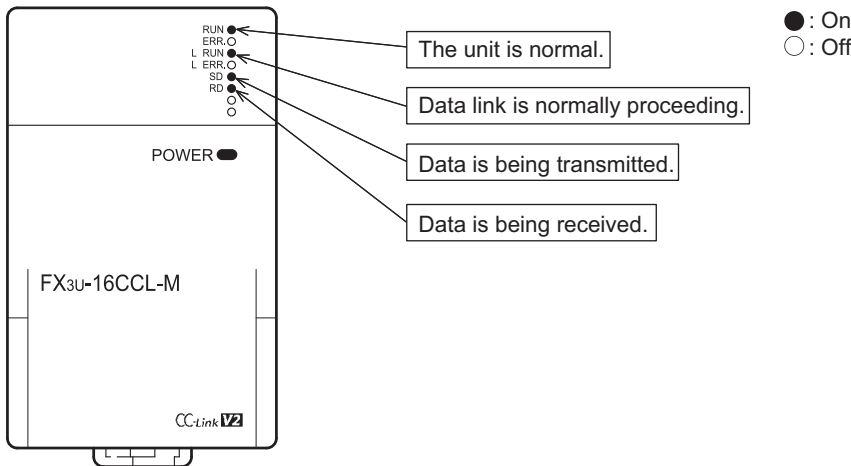 RUN
ERR.
L RUN
L ERR.
SD
RD
POWER
FX3U-16CCL-M
CC-Link V2
The unit is normal.
Data link is normally proceeding.
Data is being transmitted.
Data is being received.
: On
: Off